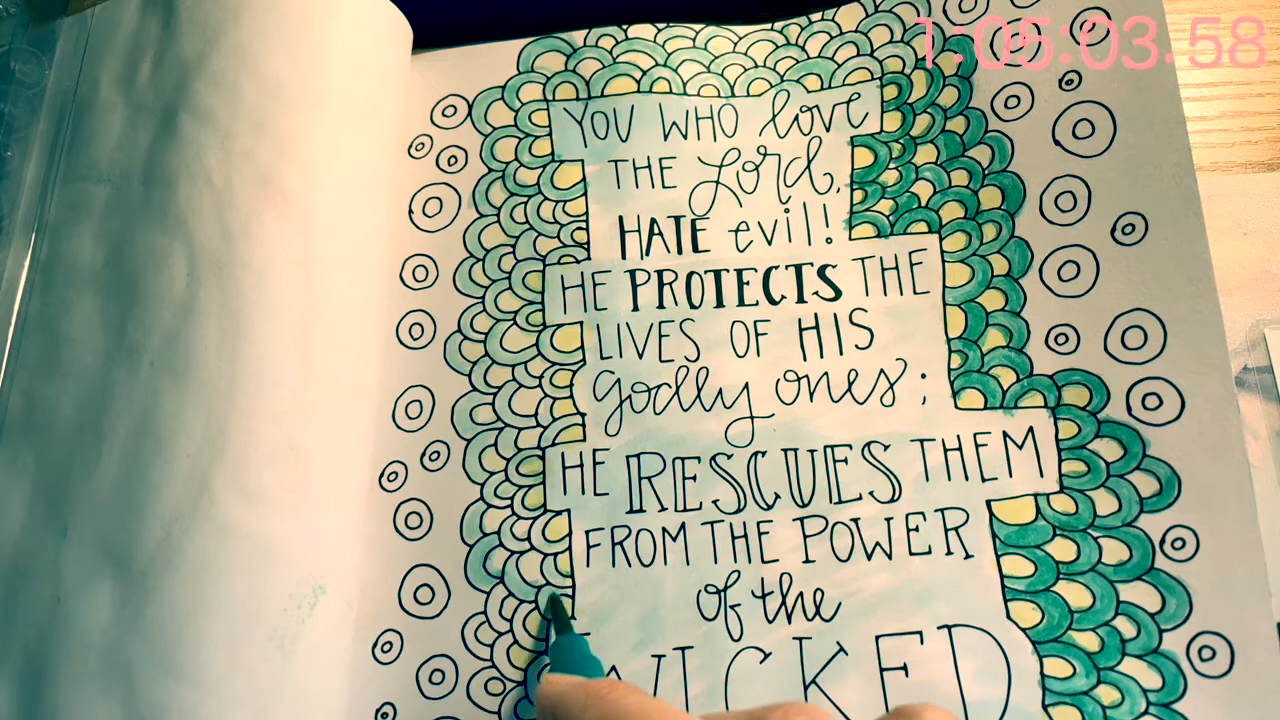 1:05:03.58
YOU WHO love
THE Lord,
HATE evil!
HE PROTECTS THE
LIVES OF HIS
godly ones;
HE RESCUES THEM
FROM THE POWER
of the
WICKED